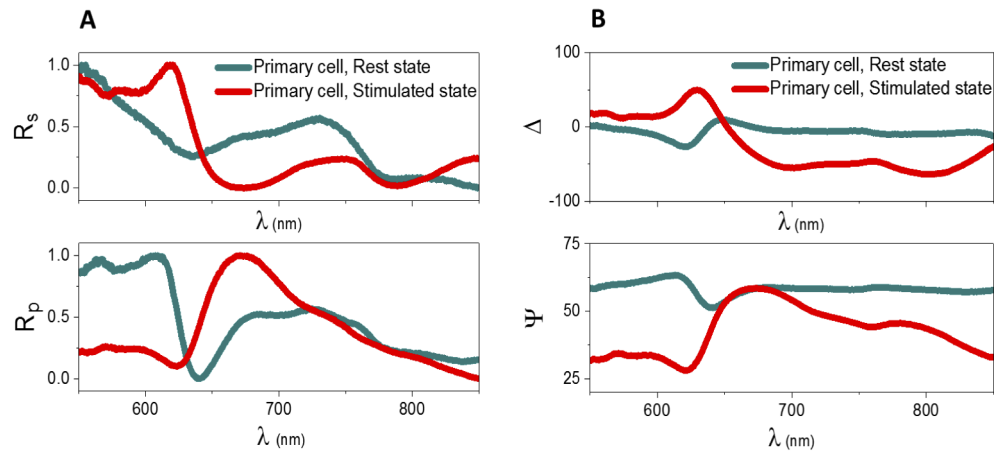 A
1.0
0.5
0.0
R_s
Primary cell, Rest state
Primary cell, Stimulated state
λ (nm)
1.0
0.5
0.0
R_p
600
700
800
λ (nm)
B
100
0
-100
Δ
Primary cell, Rest state
Primary cell, Stimulated state
λ (nm)
75
50
25
Ψ
600
700
800
λ (nm)